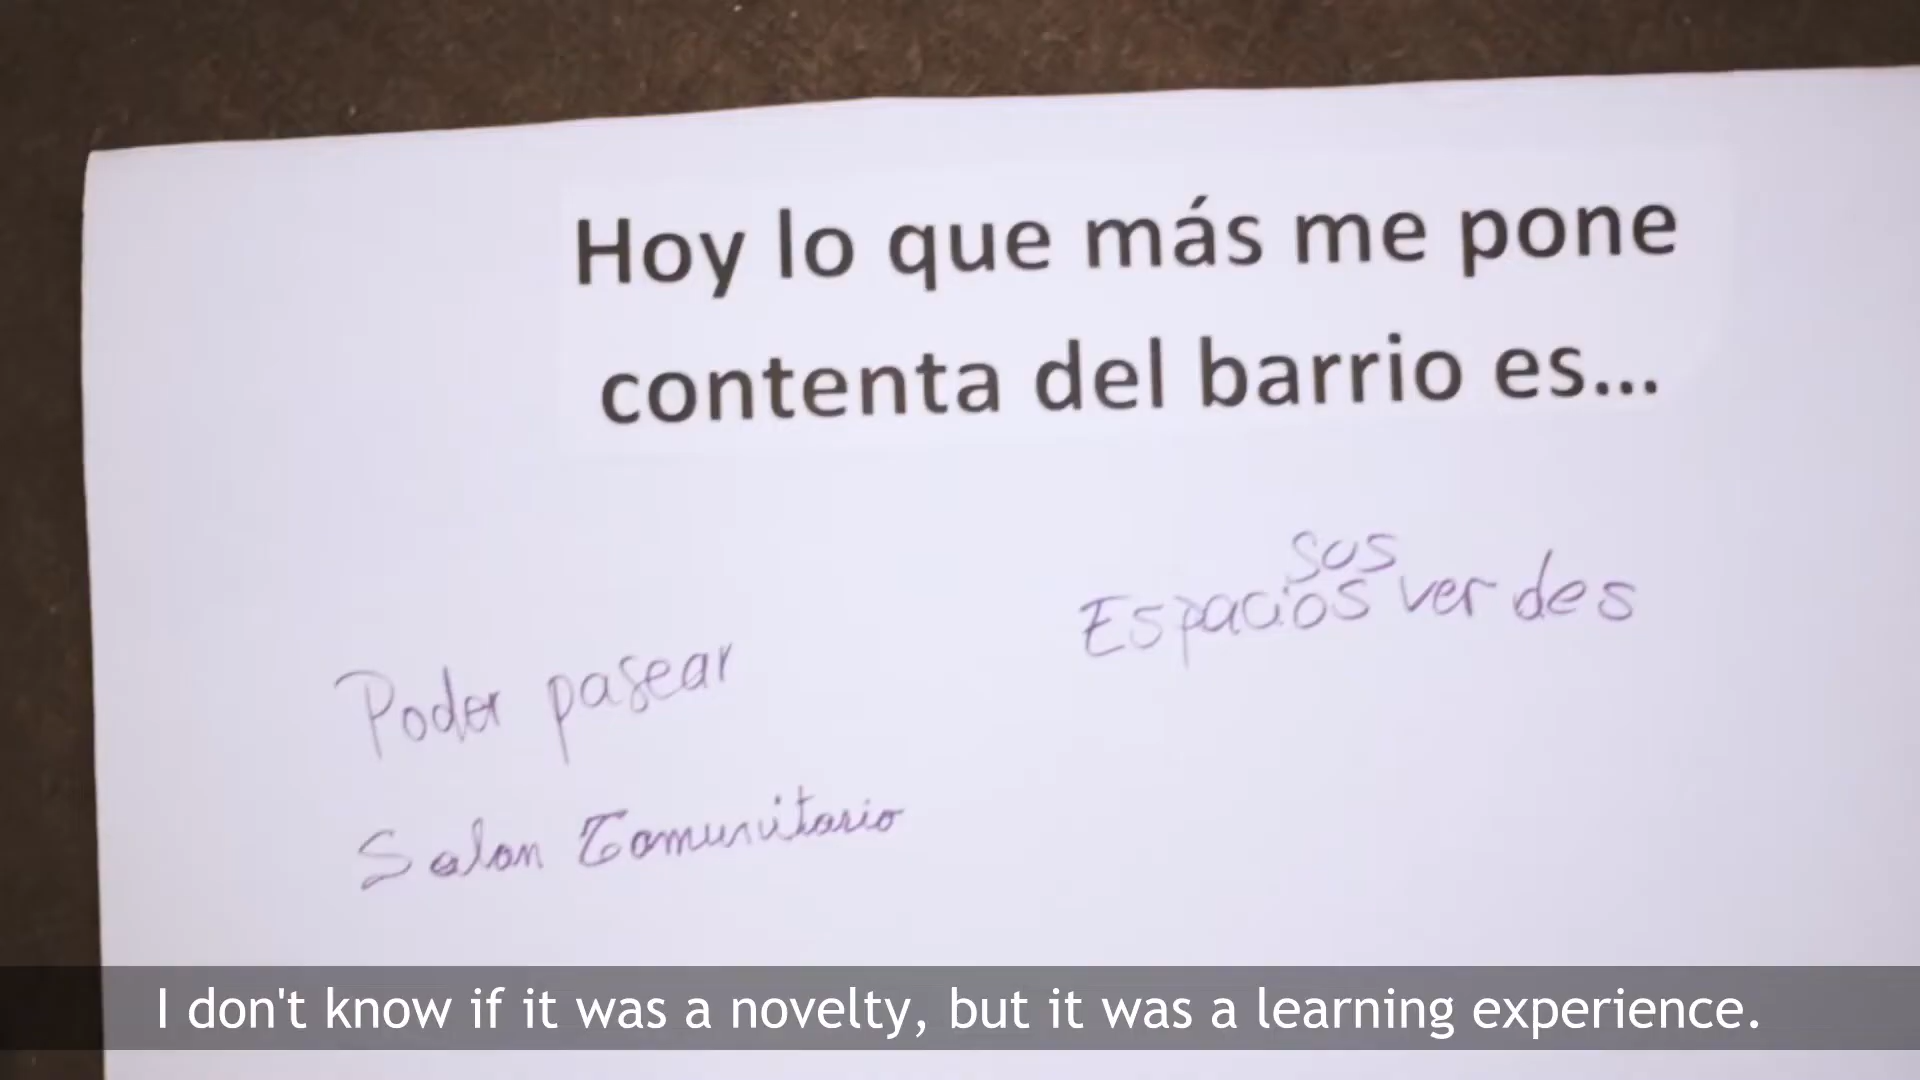 Hoy lo que más me pone
contenta del barrio es...
sus
Espacios verdes
Poder pasear
Salon Comunitario
I don't know if it was a novelty, but it was a learning experience.